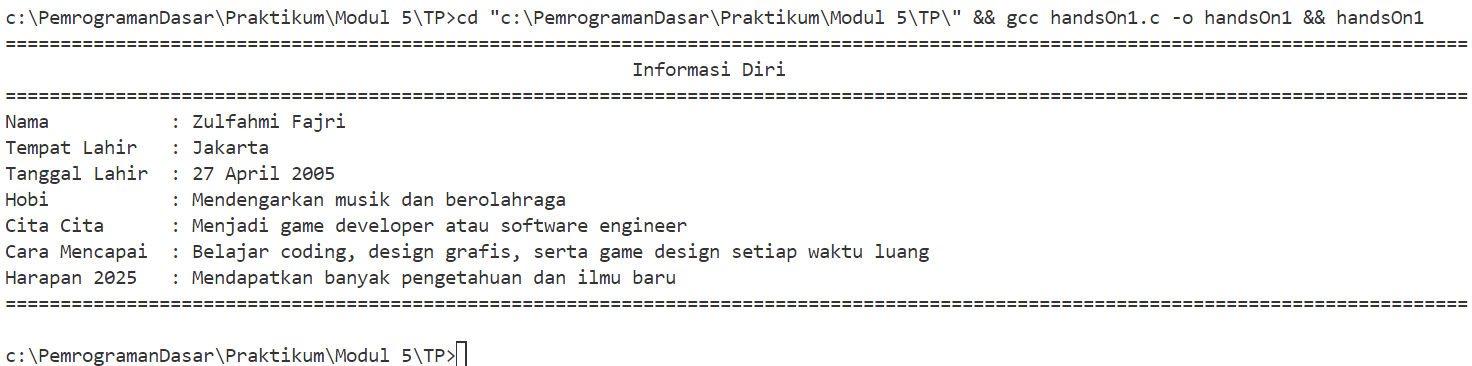 c:\PemrogramanDasar\Praktikum\Modul 5\TP>cd "c:\PemrogramanDasar\Praktikum\Modul 5\TP\" && gcc handsOn1.c -o handsOn1 && handsOn1
=====================================================================================================================================
Informasi Diri
=====================================================================================================================================
Nama           : Zulfahmi Fajri
Tempat Lahir   : Jakarta
Tanggal Lahir  : 27 April 2005
Hobi           : Mendengarkan musik dan berolahraga
Cita Cita      : Menjadi game developer atau software engineer
Cara Mencapai  : Belajar coding, design grafis, serta game design setiap waktu luang
Harapan 2025   : Mendapatkan banyak pengetahuan dan ilmu baru
=====================================================================================================================================
c:\PemrogramanDasar\Praktikum\Modul 5\TP>